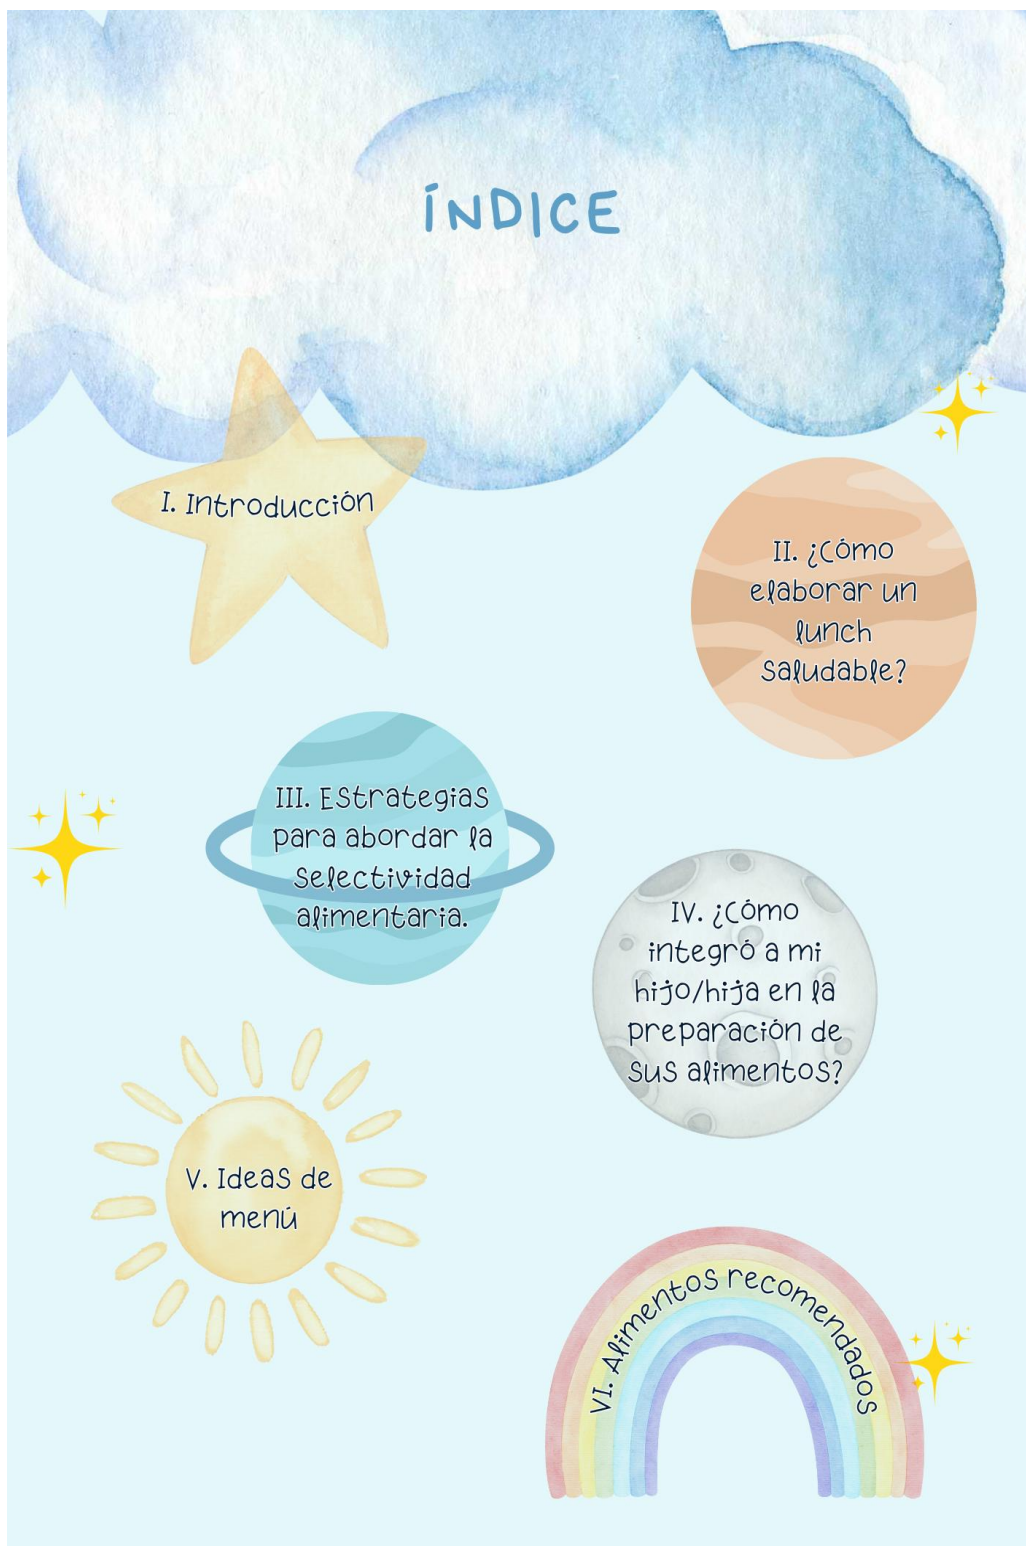 ÍNDICE
I. Introducción
II. ¿Cómo
elaborar un
lunch
saludable?
III. Estrategias
para abordar la
selectividad
alimentaria.
IV. ¿Cómo
integró a mi
hijo/hija en la
preparación de
sus alimentos?
V. Ideas de
menú
VI. Alimentos recomendados